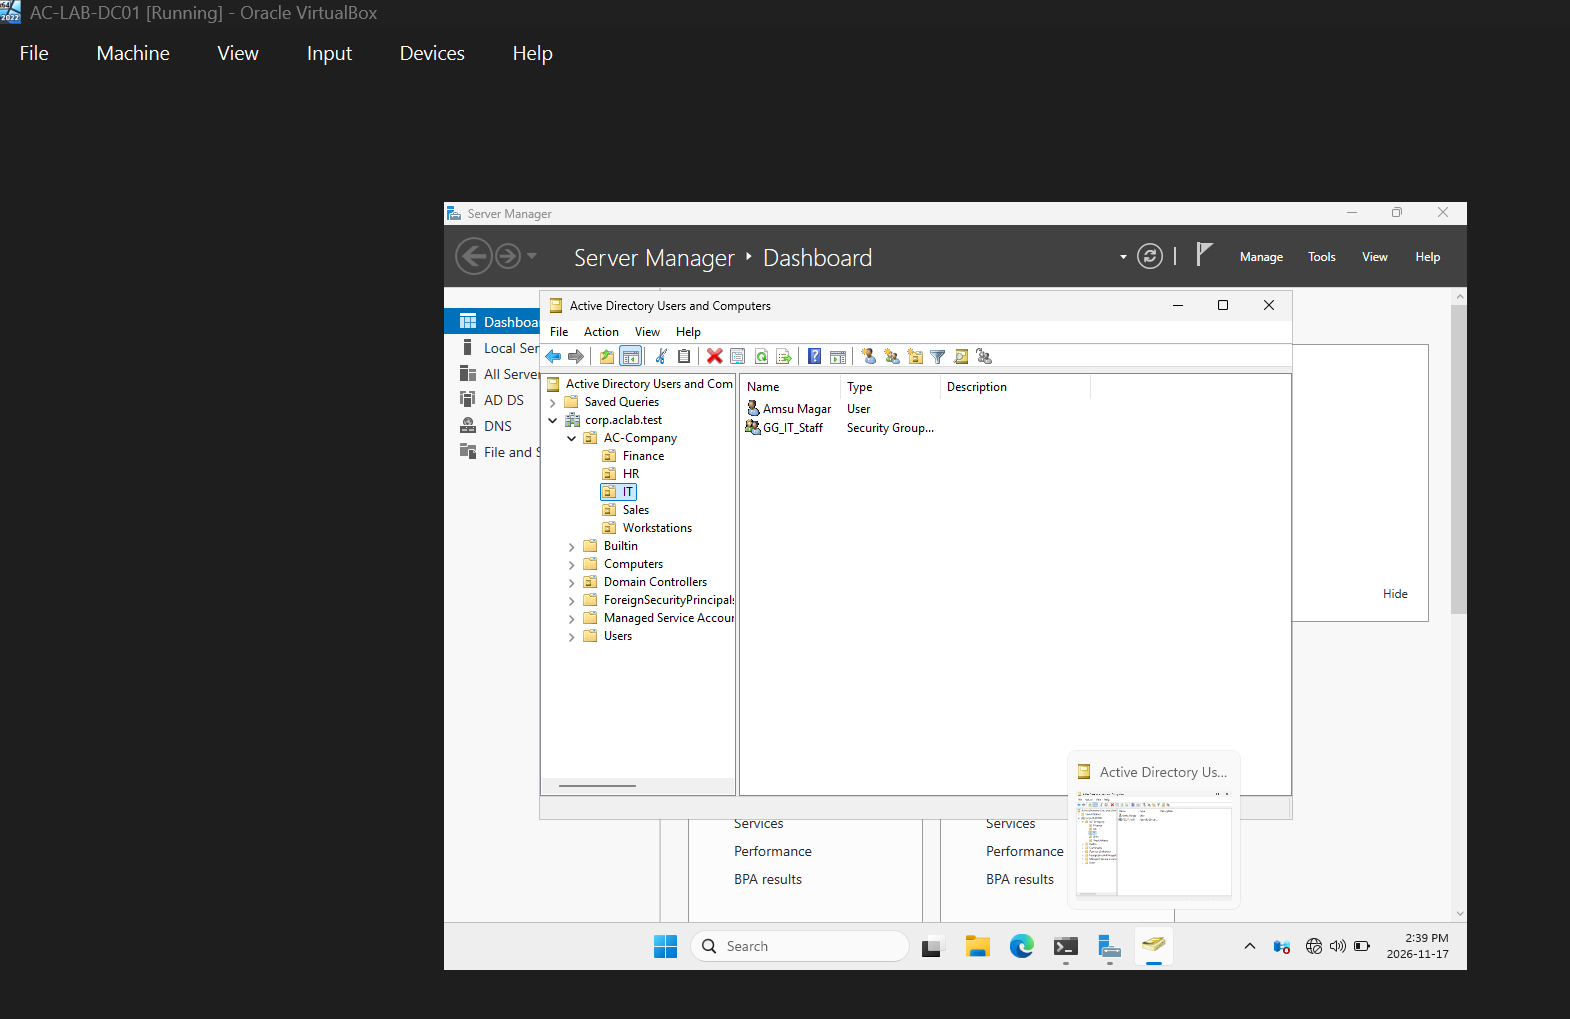 AC-LAB-DC01 [Running] - Oracle VirtualBox
File Machine View Input Devices Help
Server Manager
Server Manager Dashboard
Manage Tools View Help
Dashboa
Local Ser
All Server
AD DS
DNS
File and S
Active Directory Users and Computers
File Action View Help
Active Directory Users and Com
Saved Queries
corp.aclab.test
AC-Company
Finance
HR
IT
Sales
Workstations
Builtin
Computers
Domain Controllers
ForeignSecurityPrincipals
Managed Service Accour
Users
Name Type Description
Amsu Magar User
GG_IT_Staff Security Group...
Hide
Active Directory Us...
Services
Performance
BPA results
Services
Performance
BPA results
Search
2:39 PM
2026-11-17